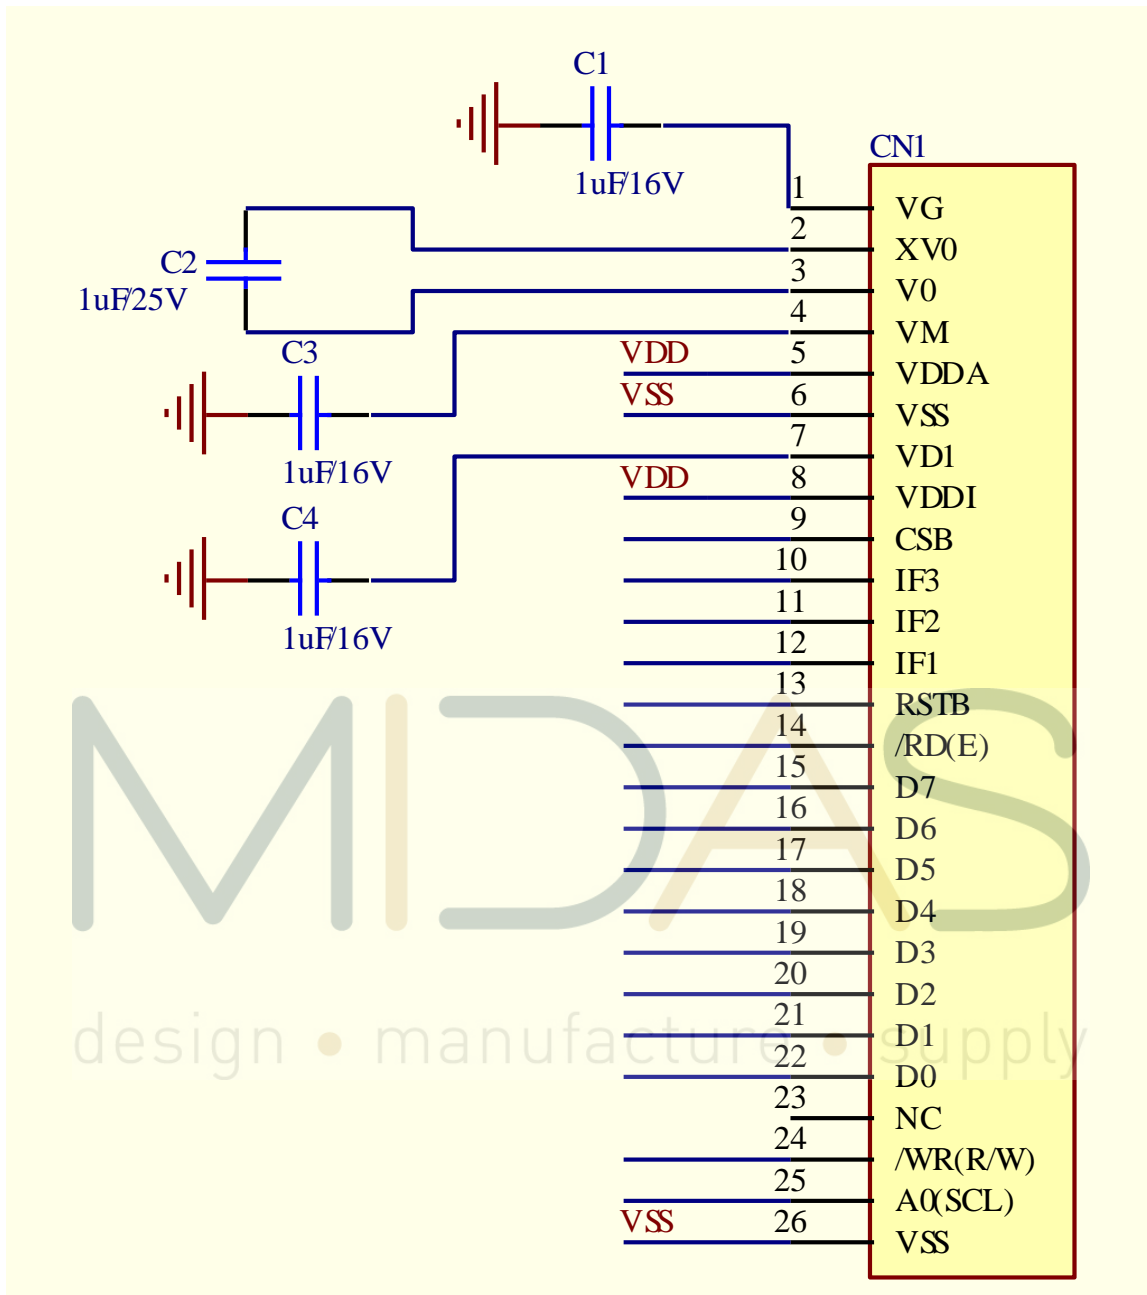 C1
1uF/16V
CN1
1 VG
2 XV0
C2
1uF/25V
3 V0
4 VM
C3
1uF/16V
VDD 5 VDDA
VSS 6 VSS
7 VD1
VDD 8 VDDI
C4
1uF/16V
9 CSB
10 IF3
11 IF2
12 IF1
13 RSTB
14 /RD(E)
15 D7
16 D6
17 D5
18 D4
19 D3
20 D2
21 D1
22 D0
23 NC
24 /WR(R/W)
25 A0(SCL)
VSS 26 VSS
MIDAS
design • manufacture • supply